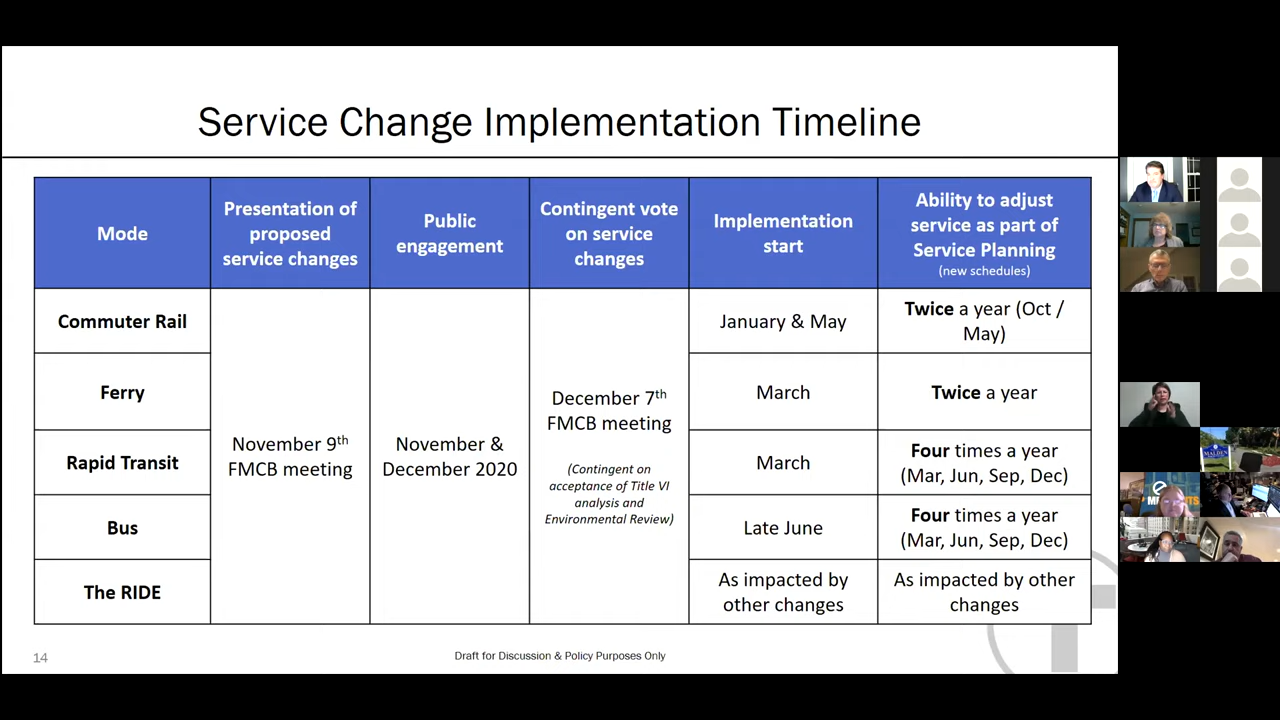 Service Change Implementation Timeline
Mode
Presentation of
proposed
service changes
Public
engagement
Contingent vote
on service
changes
Implementation
start
Ability to adjust
service as part of
Service Planning
(new schedules)
Commuter Rail
January & May
Twice a year (Oct /
May)
Ferry
March
Twice a year
Rapid Transit
March
Four times a year
(Mar, Jun, Sep, Dec)
Bus
Late June
Four times a year
(Mar, Jun, Sep, Dec)
The RIDE
As impacted by
other changes
As impacted by other
changes
November 9th
FMCB meeting
November &
December 2020
December 7th
FMCB meeting
(Contingent on
acceptance of Title VI
analysis and
Environmental Review)
14
Draft for Discussion & Policy Purposes Only
MALDEN